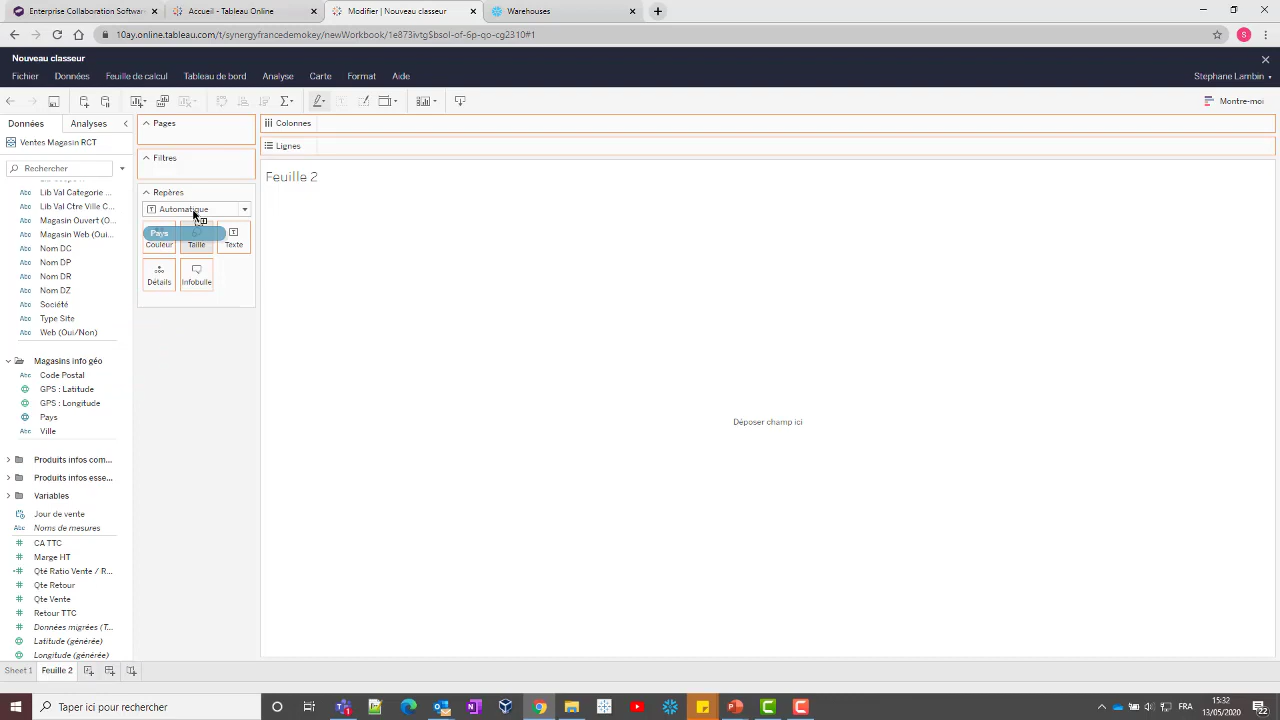 Enterprise Collaboration Software
Accueil - Tableau Online
Modifier | Nouveau classeur
Warehouses
10ay.online.tableau.com/t/synergyfrancedemokey/newWorkbook/1e873ivtg$bsol-of-6p-qo-cg2310#1
S
Nouveau classeur
Fichier Données Feuille de calcul Tableau de bord Analyse Carte Format Aide
Stephane Lambin
Montre-moi
Données Analyses
Pages
Colonnes
Ventes Magasin RCT
Lignes
Rechercher
Filtres
Feuille 2
Lib Val Categorie ...
Repères
Lib Val Ctre Ville C...
Automatique
Magasin Ouvert (O...
Magasin Web (Oui...
Pays
Couleur Taille Texte
Nom DC
Nom DP
Nom DR
Détails Infobulle
Nom DZ
Société
Type Site
Web (Oui/Non)
Magasins info géo
Code Postal
GPS : Latitude
GPS : Longitude
Pays
Déposer champ ici
Ville
Produits infos com...
Produits infos esse...
Variables
Jour de vente
Noms de mesures
CA TTC
Marge HT
Qté Ratio Vente / R...
Qte Retour
Qte Vente
Retour TTC
Données migrées (T...
Latitude (générée)
Longitude (générée)
Sheet 1 Feuille 2
Taper ici pour rechercher
FRA
15:32
13/05/2020